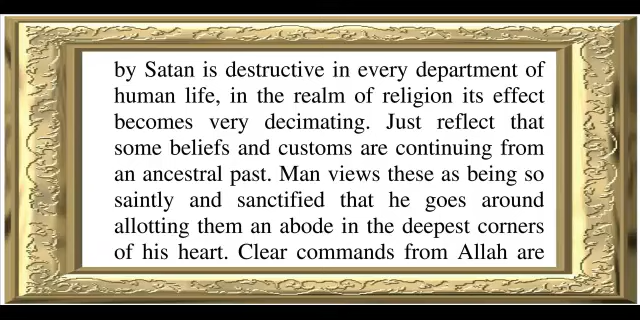 by Satan is destructive in every department of
human life, in the realm of religion its effect
becomes very decimating. Just reflect that
some beliefs and customs are continuing from
an ancestral past. Man views these as being so
saintly and sanctified that he goes around
allotting them an abode in the deepest corners
of his heart. Clear commands from Allah are